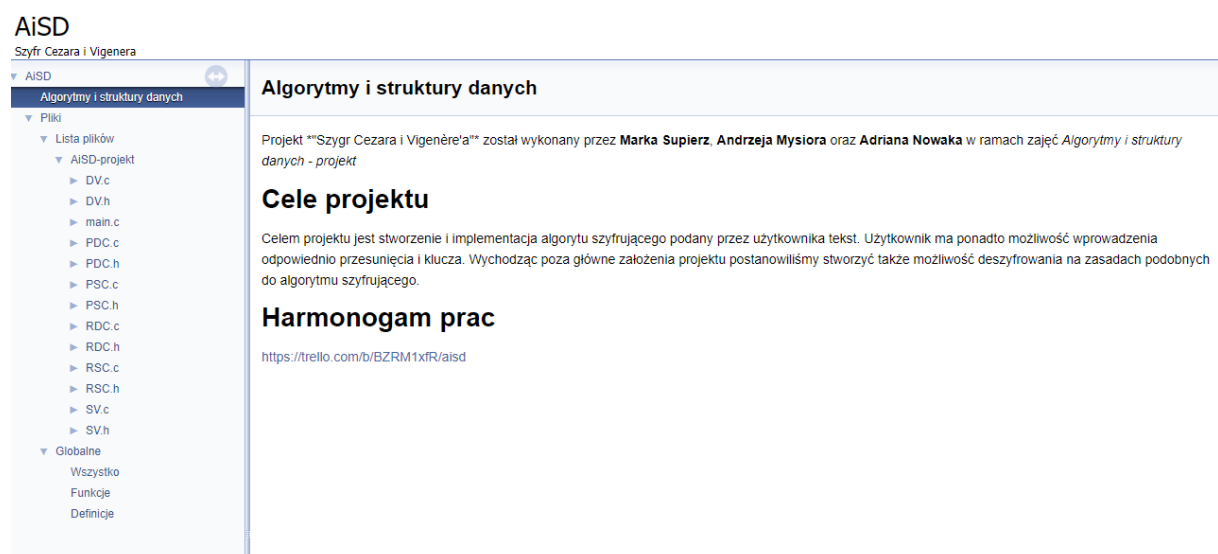 AiSD
Szyfr Cezara i Vigenera
AiSD
Algorytmy i struktury danych
Pliki
Lista plików
AiSD-projekt
DV.c
DV.h
main.c
PDC.c
PDC.h
PSC.c
PSC.h
RDC.c
RDC.h
RSC.c
RSC.h
SV.c
SV.h
Globalne
Wszystko
Funkcje
Definicje
Algorytmy i struktury danych
Projekt *"Szygr Cezara i Vigenère'a"* został wykonany przez Marka Supierz, Andrzeja Mysiora oraz Adriana Nowaka w ramach zajęć Algorytmy i struktury
danych - projekt
Cele projektu
Celem projektu jest stworzenie i implementacja algorytu szyfrującego podany przez użytkownika tekst. Użytkownik ma ponadto możliwość wprowadzenia
odpowiednio przesunięcia i klucza. Wychodząc poza główne założenia projektu postanowiliśmy stworzyć także możliwość deszyfrowania na zasadach podobnych
do algorytmu szyfrującego.
Harmonogam prac
https://trello.com/b/BZRM1xfR/aisd